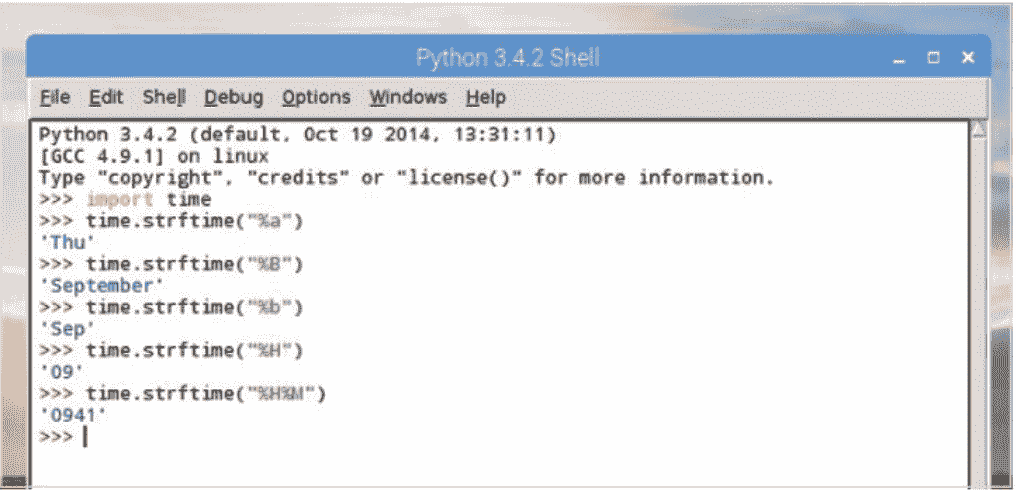 Python 3.4.2 Shell
File Edit Shell Debug Options Windows Help
Python 3.4.2 (default, Oct 19 2014, 13:31:11)
[GCC 4.9.1] on linux
Type "copyright", "credits" or "license()" for more information.
>>> import time
>>> time.strftime("%a")
'Thu'
>>> time.strftime("%B")
'September'
>>> time.strftime("%b")
'Sep'
>>> time.strftime("%H")
'09'
>>> time.strftime("%H%M")
'0941'
>>>